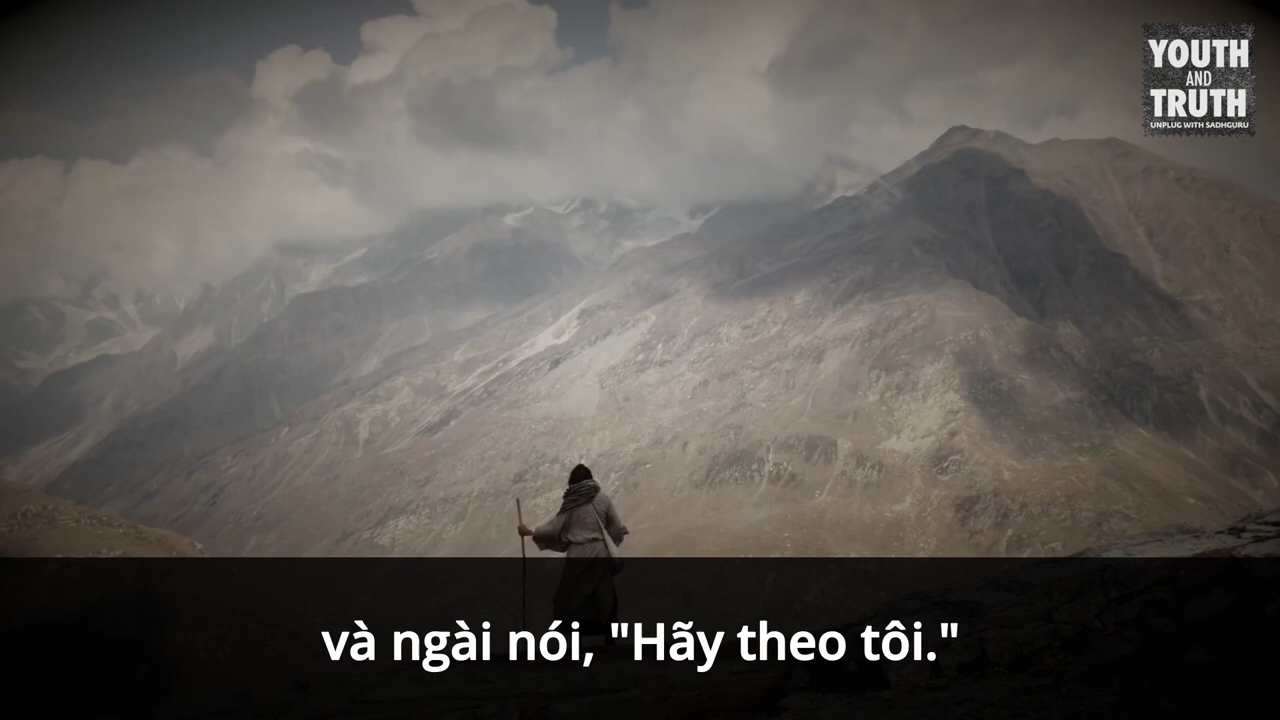 YOUTH
AND
TRUTH
UNPLUG WITH SADHGURU
và ngài nói, "Hãy theo tôi."